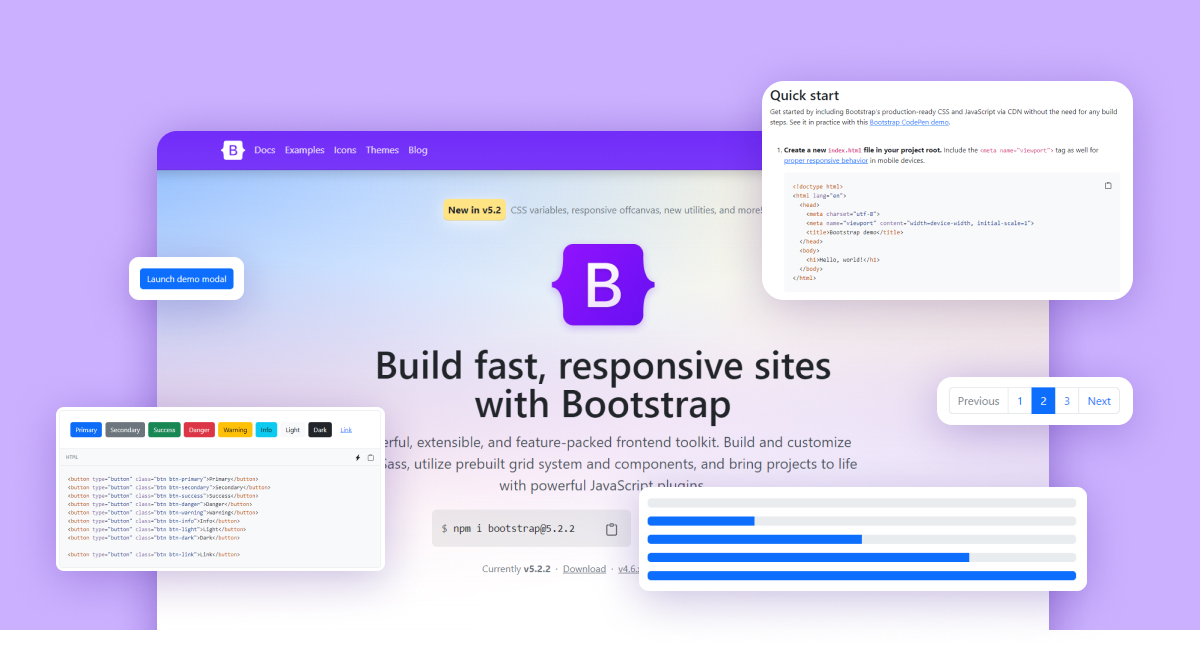 Quick start
Get started by including Bootstrap's production-ready CSS and JavaScript via CDN without the need for any build
steps. See it in practice with this Bootstrap CodePen demo.
1. Create a new index.html file in your project root. Include the <meta name="viewport"> tag as well for
proper responsive behavior in mobile devices.
<!doctype html>
<html lang="en">
<head>
<meta charset="utf-8">
<meta name="viewport" content="width=device-width, initial-scale=1">
<title>Bootstrap demo</title>
</head>
<body>
<h1>Hello, world!</h1>
</body>
</html>
B Docs Examples Icons Themes Blog
New in v5.2 CSS variables, responsive offcanvas, new utilities, and more!
Launch demo modal
B
Build fast, responsive sites
with Bootstrap
erful, extensible, and feature-packed frontend toolkit. Build and customize
Sass, utilize prebuilt grid system and components, and bring projects to life
with powerful JavaScript plugins
$ npm i bootstrap@5.2.2
Currently v5.2.2 · Download · v4.6.
Previous 1 2 3 Next
Primary Secondary Success Danger Warning Info Light Dark Link
HTML
<button type="button" class="btn btn-primary">Primary</button>
<button type="button" class="btn btn-secondary">Secondary</button>
<button type="button" class="btn btn-success">Success</button>
<button type="button" class="btn btn-danger">Danger</button>
<button type="button" class="btn btn-warning">Warning</button>
<button type="button" class="btn btn-info">Info</button>
<button type="button" class="btn btn-light">Light</button>
<button type="button" class="btn btn-dark">Dark</button>
<button type="button" class="btn btn-link">Link</button>